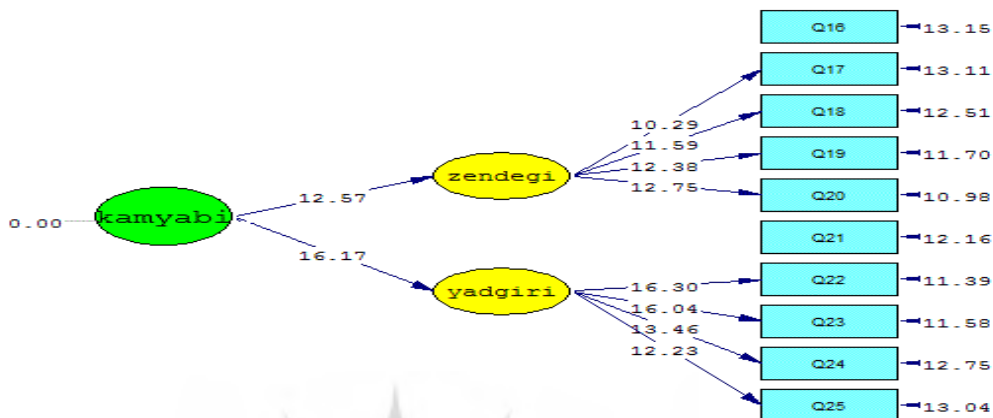 Q16 13.15
Q17 13.11
10.29
Q18 12.51
11.59
Q19 11.70
12.38
zendegi
12.75
Q20 10.98
12.57
kamyabi
0.00
Q21 12.16
16.17
Q22 11.39
16.30
yadgiri
16.04
Q23 11.58
13.46
12.23
Q24 12.75
Q25 13.04